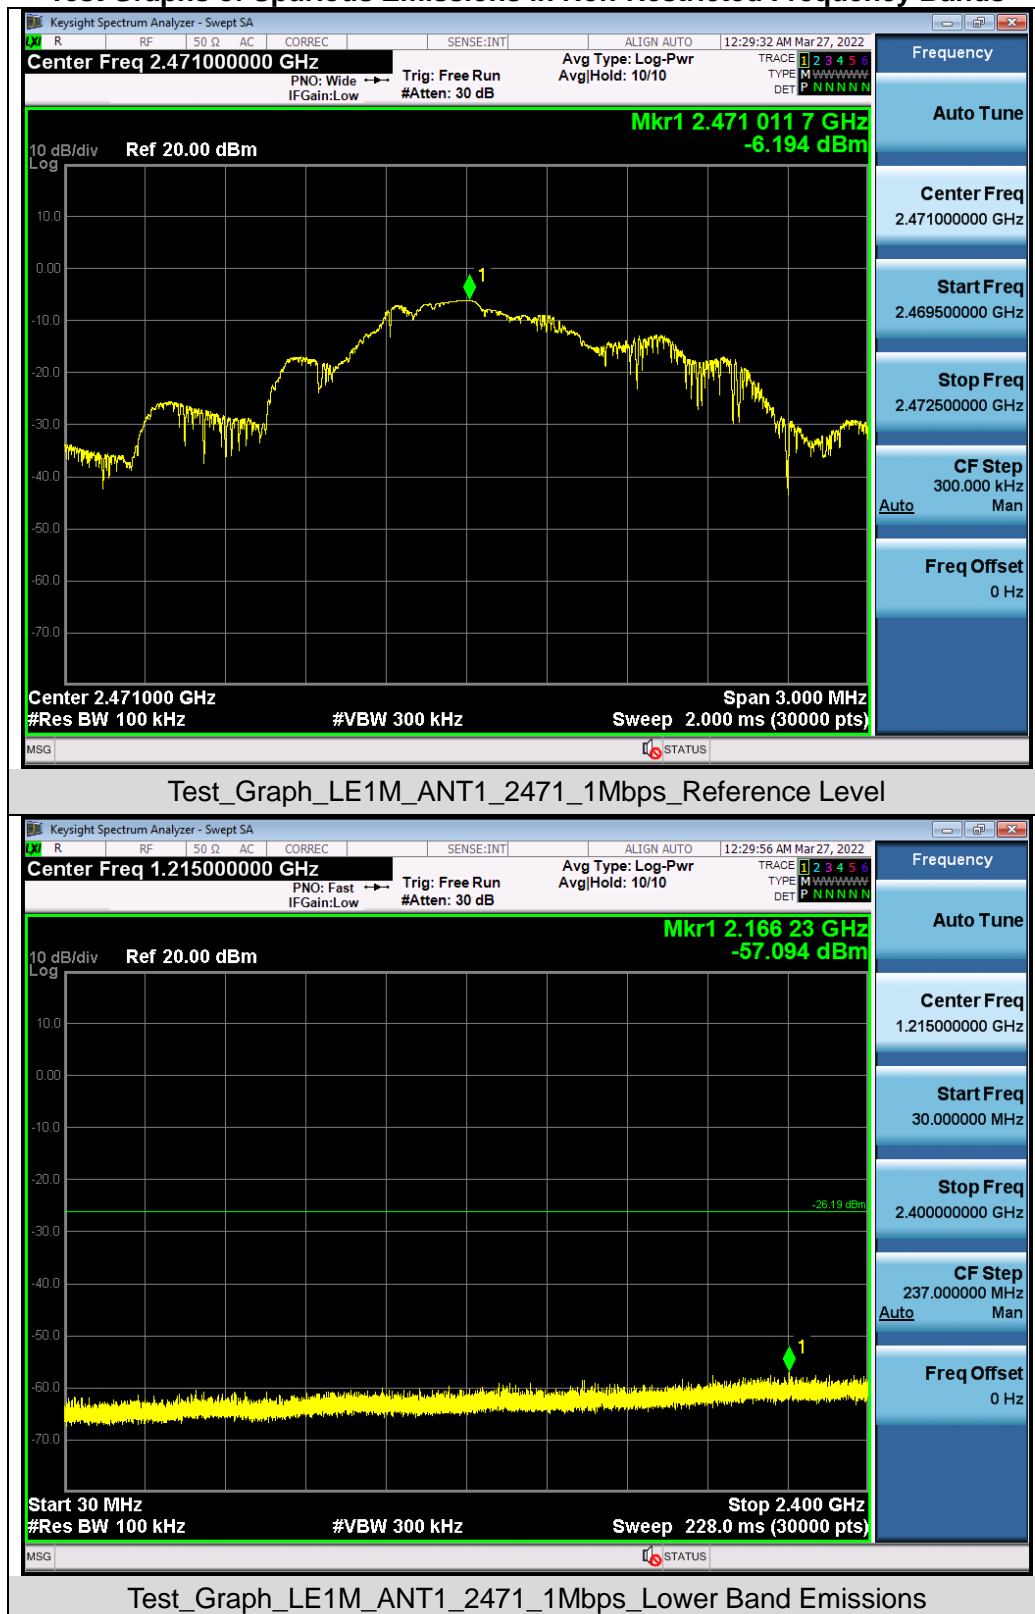 Test Graphs of Spurious Emissions in Non-Restricted Frequency Bands
Keysight Spectrum Analyzer - Swept SA
LXI R RF 50 Ω AC CORREC SENSE:INT ALIGN AUTO 12:29:32 AM Mar 27, 2022
Center Freq 2.471000000 GHz
PNO: Wide
IFGain:Low
Trig: Free Run
#Atten: 30 dB
Avg Type: Log-Pwr
Avg|Hold: 10/10
TRACE 1 2 3 4 5 6
TYPE M WWWWW
DET P N N N N N
Mkr1 2.471 011 7 GHz
-6.194 dBm
10 dB/div Ref 20.00 dBm
Log
10.0
0.00
-10.0
-20.0
-30.0
-40.0
-50.0
-60.0
-70.0
1
Center 2.471000 GHz Span 3.000 MHz
#Res BW 100 kHz #VBW 300 kHz Sweep 2.000 ms (30000 pts)
MSG STATUS
Frequency
Auto Tune
Center Freq
2.471000000 GHz
Start Freq
2.469500000 GHz
Stop Freq
2.472500000 GHz
CF Step
300.000 kHz
Auto Man
Freq Offset
0 Hz
Test_Graph_LE1M_ANT1_2471_1Mbps_Reference Level
Keysight Spectrum Analyzer - Swept SA
LXI R RF 50 Ω AC CORREC SENSE:INT ALIGN AUTO 12:29:56 AM Mar 27, 2022
Center Freq 1.215000000 GHz
PNO: Fast
IFGain:Low
Trig: Free Run
#Atten: 30 dB
Avg Type: Log-Pwr
Avg|Hold: 10/10
TRACE 1 2 3 4 5 6
TYPE M WWWWW
DET P N N N N N
Mkr1 2.166 23 GHz
-57.094 dBm
10 dB/div Ref 20.00 dBm
Log
10.0
0.00
-10.0
-20.0
-30.0
-40.0
-50.0
-60.0
-70.0
-26.19 dBm
1
Start 30 MHz Stop 2.400 GHz
#Res BW 100 kHz #VBW 300 kHz Sweep 228.0 ms (30000 pts)
MSG STATUS
Frequency
Auto Tune
Center Freq
1.215000000 GHz
Start Freq
30.000000 MHz
Stop Freq
2.400000000 GHz
CF Step
237.000000 MHz
Auto Man
Freq Offset
0 Hz
Test_Graph_LE1M_ANT1_2471_1Mbps_Lower Band Emissions